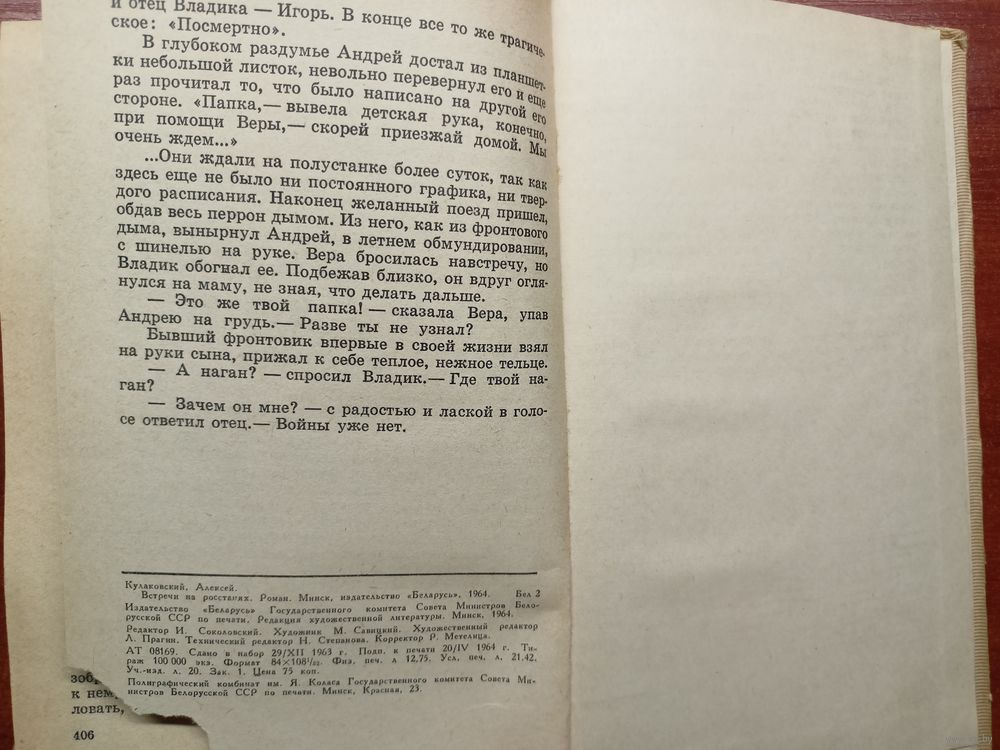 и отец Владика — Игорь. В конце все то же трагиче-
ское: «Посмертно».
В глубоком раздумье Андрей достал из планшет-
ки небольшой листок, невольно перевернул его и еще
раз прочитал то, что было написано на другой его
стороне. «Папка,— вывела детская рука, конечно,
при помощи Веры,— скорей приезжай домой. Мы
очень ждем...»
...Они ждали на полустанке более суток, так как
здесь еще не было ни постоянного графика, ни твер-
дого расписания. Наконец желанный поезд пришел,
обдав весь перрон дымом. Из него, как из фронтового
дыма, вынырнул Андрей, в летнем обмундировании,
с шинелью на руке. Вера бросилась навстречу, но
Владик обогнал ее. Подбежав близко, он вдруг огля-
нулся на маму, не зная, что делать дальше.
— Это же твой папка! — сказала Вера, упав
Андрею на грудь.— Разве ты не узнал?
Бывший фронтовик впервые в своей жизни взял
на руки сына, прижал к себе теплое, нежное тельце.
— А наган? — спросил Владик.— Где твой на-
ган?
— Зачем он мне? — с радостью и лаской в голо-
се ответил отец.— Войны уже нет.
Кулаковский, Алексей.
Встречи на росстанях. Роман. Минск, издательство «Беларусь», 1964. Бел 2
Издательство «Беларусь» Государственного комитета Совета Министров Бело-
русской ССР по печати. Редакция художественной литературы. Минск, 1964.
Редактор И. Соколовский. Художник М. Савицкий. Художественный редактор
Л. Прагин. Технический редактор Н. Степанова. Корректор Р. Метелица.
АТ 08169. Сдано в набор 29/XII 1963 г. Подп. к печати 20/IV 1964 г. Ти-
раж 100 000 экз. Формат 84×108¹/₃₂. Физ. печ. л 12,75. Усл. печ. л. 21,42.
Уч.-изд. л. 20. Зак. 1. Цена 75 коп.
Полиграфический комбинат им. Я. Коласа Государственного комитета Совета Ми-
нистров Белорусской ССР по печати. Минск, Красная, 23.
к нем
ловать,
406